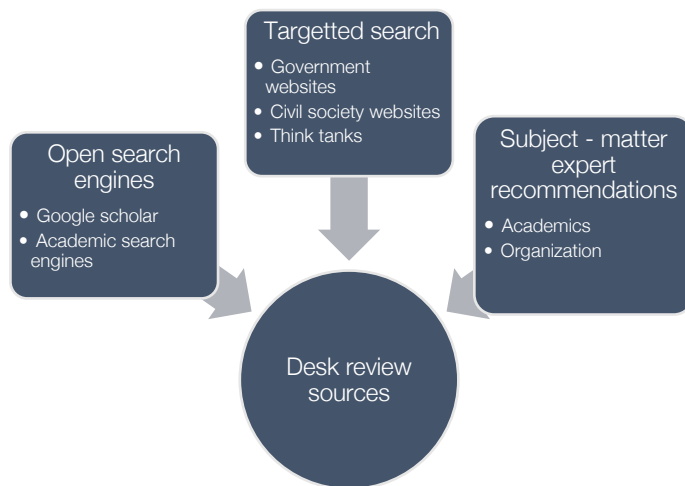 Targetted search
• Government
websites
• Civil society websites
• Think tanks
Open search
engines
• Google scholar
• Academic search
engines
Subject - matter
expert
recommendations
• Academics
• Organization
Desk review
sources